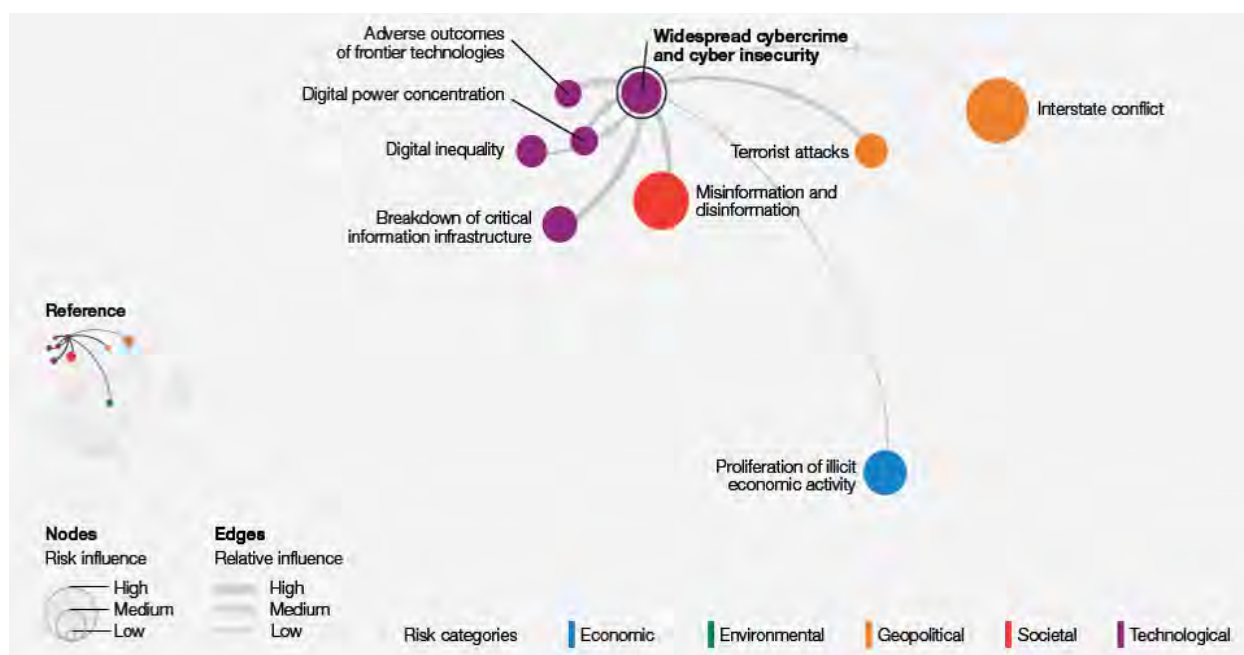 Adverse outcomes
of frontier technologies
Widespread cybercrime
and cyber insecurity
Digital power concentration
Interstate conflict
Digital inequality
Terrorist attacks
Misinformation and
disinformation
Breakdown of critical
information infrastructure
Reference
Proliferation of illicit
economic activity
Nodes
Risk influence
High
Medium
Low
Edges
Relative influence
High
Medium
Low
Risk categories
Economic
Environmental
Geopolitical
Societal
Technological